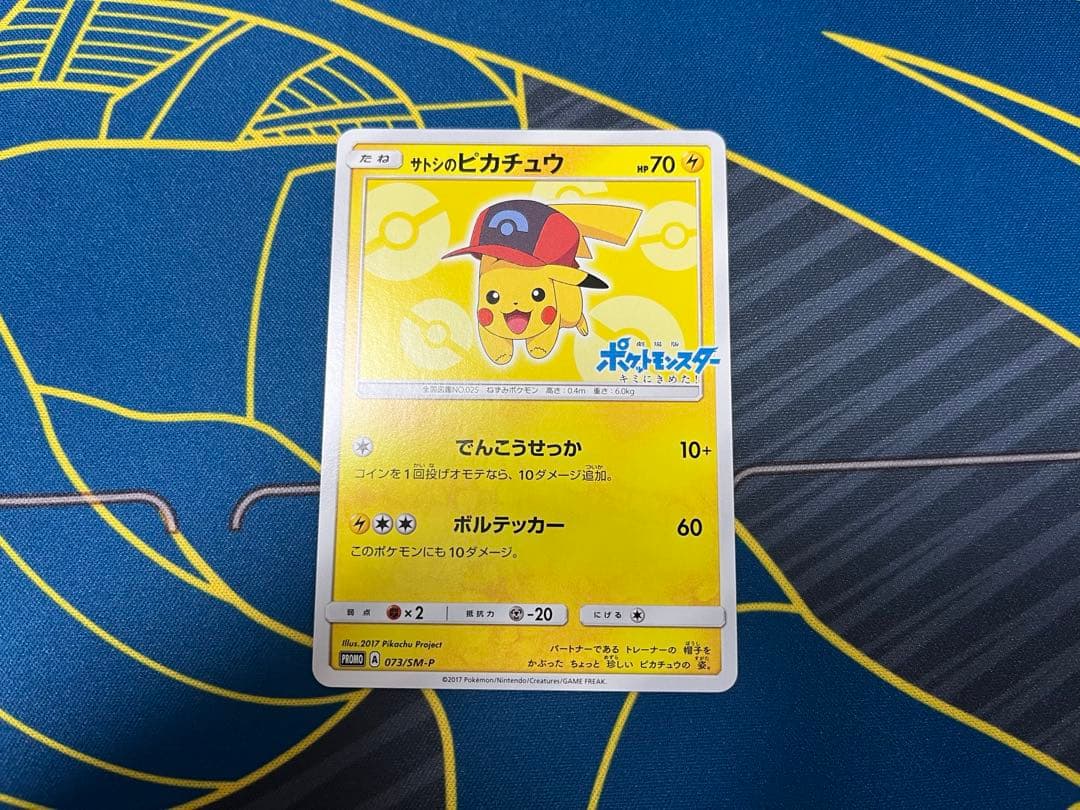 たね サトシのピカチュウ HP70
劇場版
ポケットモンスター
キミにきめた!
全国図鑑NO.025 ねずみポケモン 高さ:0.4m 重さ:6.0kg
でんこうせっか 10+
コインを1回投げオモテなら、10ダメージ追加。
ボルテッカー 60
このポケモンにも10ダメージ。
弱点 ×2 抵抗力 -20 にげる
Illus.2017 Pikachu Project
パートナーである トレーナーの 帽子を
かぶった ちょっと 珍しい ピカチュウの 姿。
PROMO A 073/SM-P
©2017 Pokémon/Nintendo/Creatures/GAME FREAK.